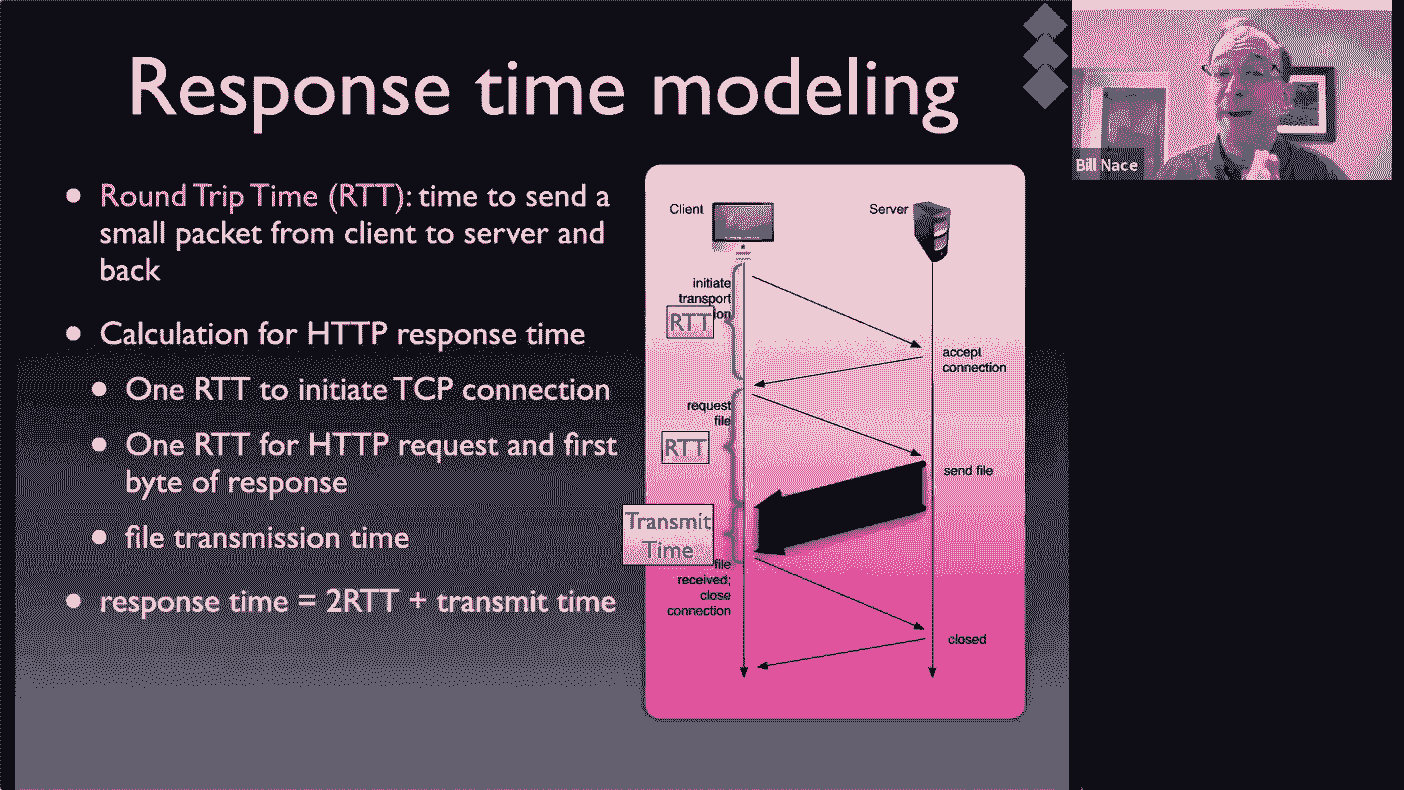 Response time modeling
Bill Nace
● Round Trip Time (RTT): time to send a
small packet from client to server and
back
● Calculation for HTTP response time
● One RTT to initiate TCP connection
● One RTT for HTTP request and first
byte of response
● file transmission time
● response time = 2RTT + transmit time
Client
Server
initiate
transport
RTT
accept
connection
request
file
RTT
send file
Transmit
Time
file
received;
close
connection
closed